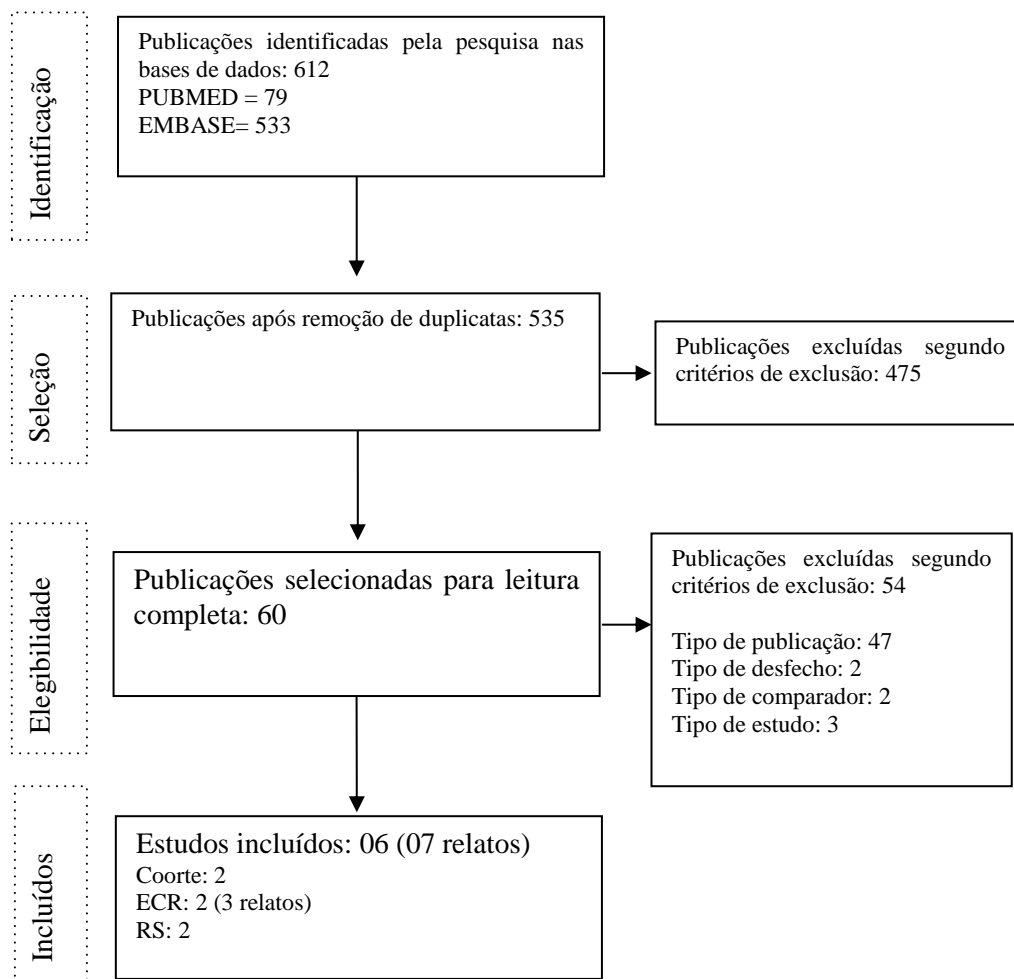 Identificação
Publicações identificadas pela pesquisa nas
bases de dados: 612
PUBMED = 79
EMBASE= 533
Seleção
Publicações após remoção de duplicatas: 535
Publicações excluídas segundo
critérios de exclusão: 475
Elegibilidade
Publicações selecionadas para leitura
completa: 60
Publicações excluídas segundo
critérios de exclusão: 54
Tipo de publicação: 47
Tipo de desfecho: 2
Tipo de comparador: 2
Tipo de estudo: 3
Incluídos
Estudos incluídos: 06 (07 relatos)
Coorte: 2
ECR: 2 (3 relatos)
RS: 2